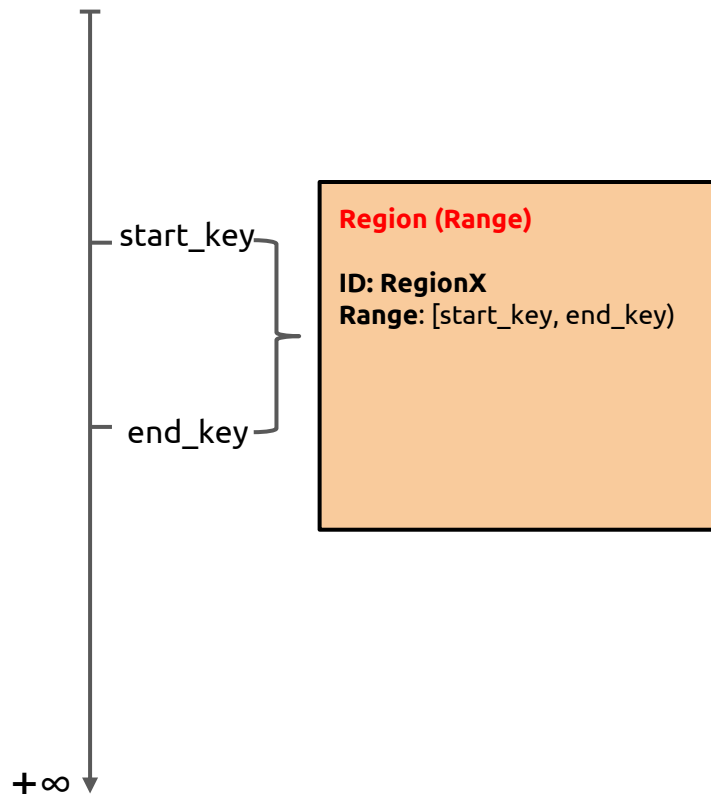 start_key
end_key
Region (Range)
ID: RegionX
Range: [start_key, end_key)
+∞